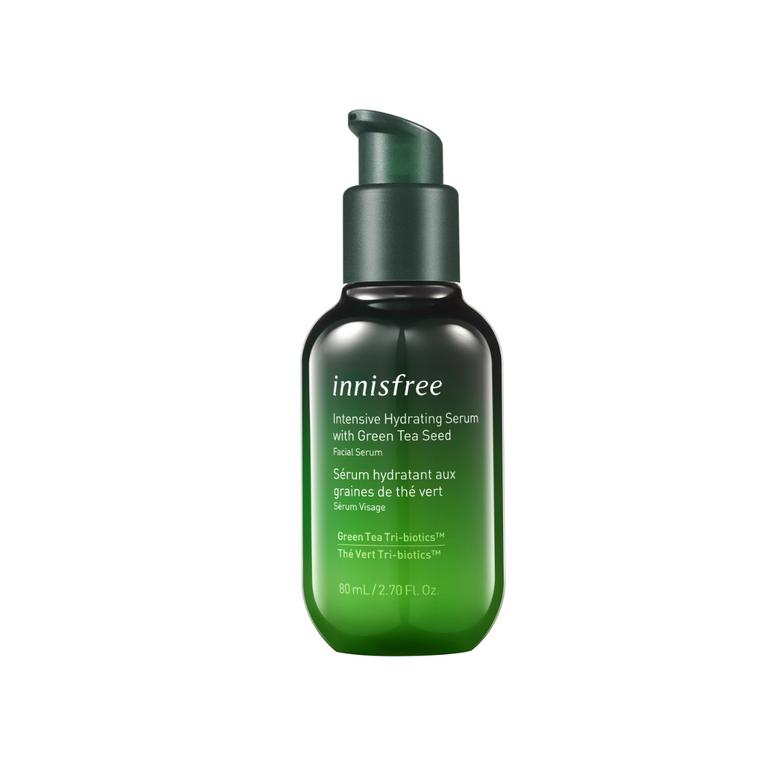 innisfree
Intensive Hydrating Serum
with Green Tea Seed
Facial Serum
Sérum hydratant aux
graines de thé vert
Sérum Visage
Green Tea Tri-biotics™
Thé Vert Tri-biotics™
80 mL / 2.70 Fl. Oz.